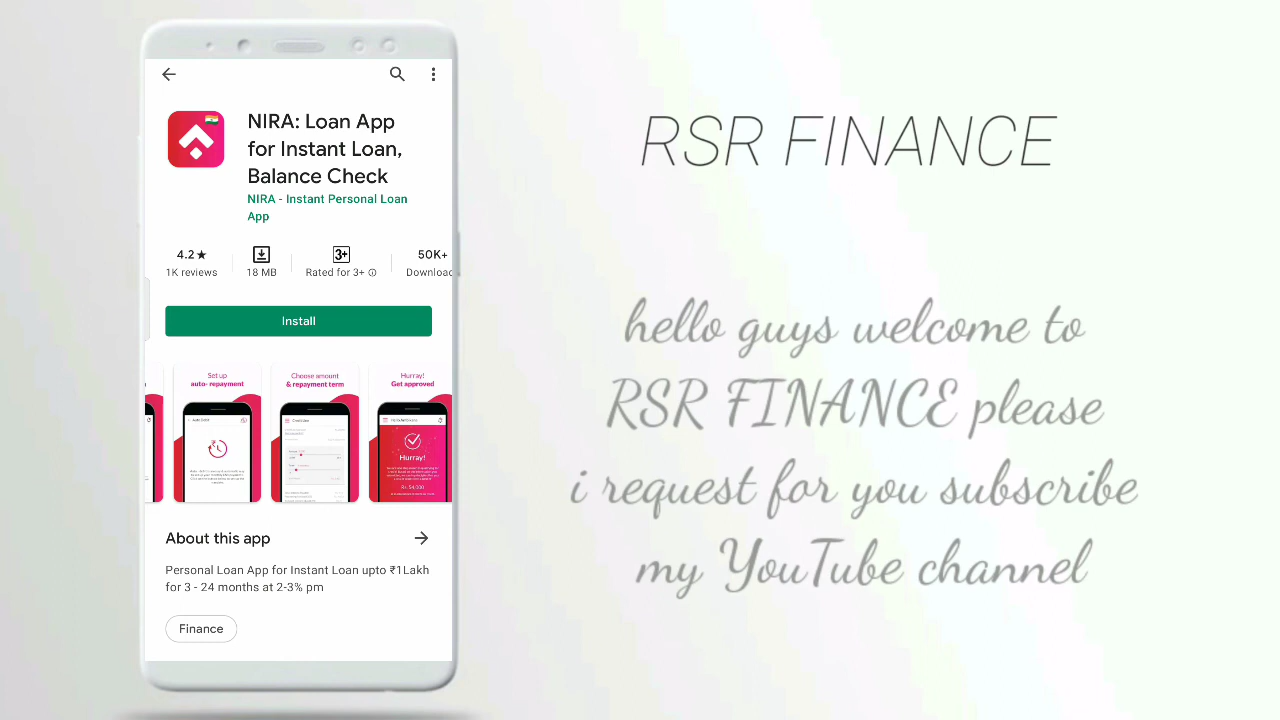 NIRA: Loan App
for Instant Loan,
Balance Check
NIRA - Instant Personal Loan
App
4.2★
1K reviews
18 MB
3+
Rated for 3+
50K+
Download
Install
Set up
auto- repayment
Choose amount
& repayment term
Hurray!
Get approved
Hurray!
About this app
Personal Loan App for Instant Loan upto ₹1Lakh
for 3 - 24 months at 2-3% pm
Finance
RSR FINANCE
hello guys welcome to
RSR FINANCE please
i request for you subscribe
my YouTube channel